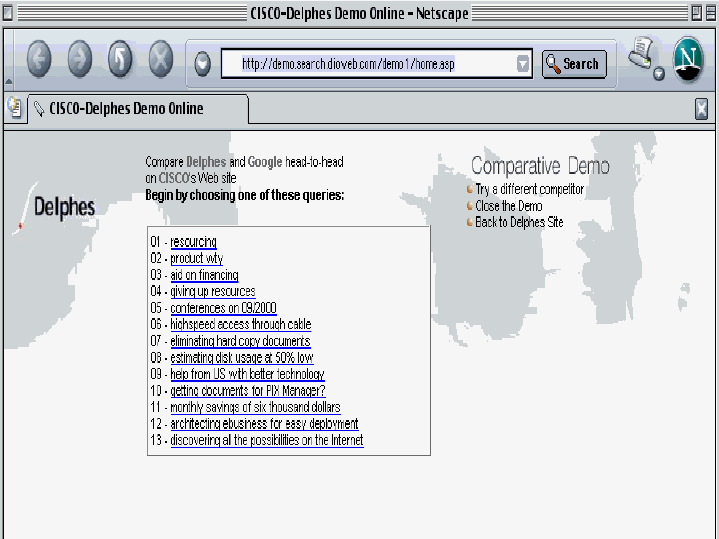 CISCO-Delphes Demo Online - Netscape
http://demo.search.dioweb.com/demo1/home.asp
Search
N
CISCO-Delphes Demo Online
Compare Delphes and Google head-to-head
on CISCO's Web site
Begin by choosing one of these queries:
Delphes
01 - resourcing
02 - product wty
03 - aid on financing
04 - giving up resources
05 - conferences on 09/2000
06 - highspeed access through cable
07 - eliminating hard copy documents
08 - estimating disk usage at 50% low
09 - help from US with better technology
10 - getting documents for PIX Manager?
11 - monthly savings of six thousand dollars
12 - architecting ebusiness for easy deployment
13 - discovering all the possibilities on the Internet
Comparative Demo
Try a different competitor
Close the Demo
Back to Delphes Site